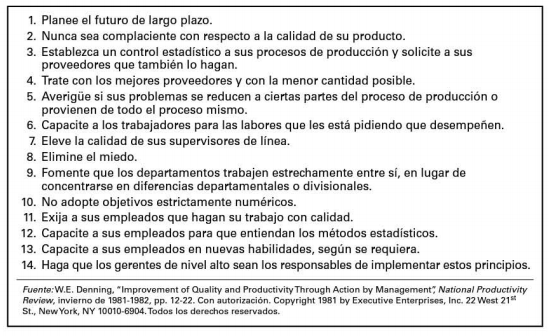 1. Planee el futuro de largo plazo.
2. Nunca sea complaciente con respecto a la calidad de su producto.
3. Establezca un control estadístico a sus procesos de producción y solicite a sus
proveedores que también lo hagan.
4. Trate con los mejores proveedores y con la menor cantidad posible.
5. Averigüe si sus problemas se reducen a ciertas partes del proceso de producción o
provienen de todo el proceso mismo.
6. Capacite a los trabajadores para las labores que les está pidiendo que desempeñen.
7. Eleve la calidad de sus supervisores de línea.
8. Elimine el miedo.
9. Fomente que los departamentos trabajen estrechamente entre sí, en lugar de
concentrarse en diferencias departamentales o divisionales.
10. No adopte objetivos estrictamente numéricos.
11. Exija a sus empleados que hagan su trabajo con calidad.
12. Capacite a sus empleados para que entiendan los métodos estadísticos.
13. Capacite a sus empleados en nuevas habilidades, según se requiera.
14. Haga que los gerentes de nivel alto sean los responsables de implementar estos principios.
Fuente: W.E. Denning, “Improvement of Quality and Productivity Through Action by Management”, National Productivity
Review, invierno de 1981-1982, pp. 12-22. Con autorización. Copyright 1981 by Executive Enterprises, Inc. 22 West 21st
St., New York, NY 10010-6904. Todos los derechos reservados.